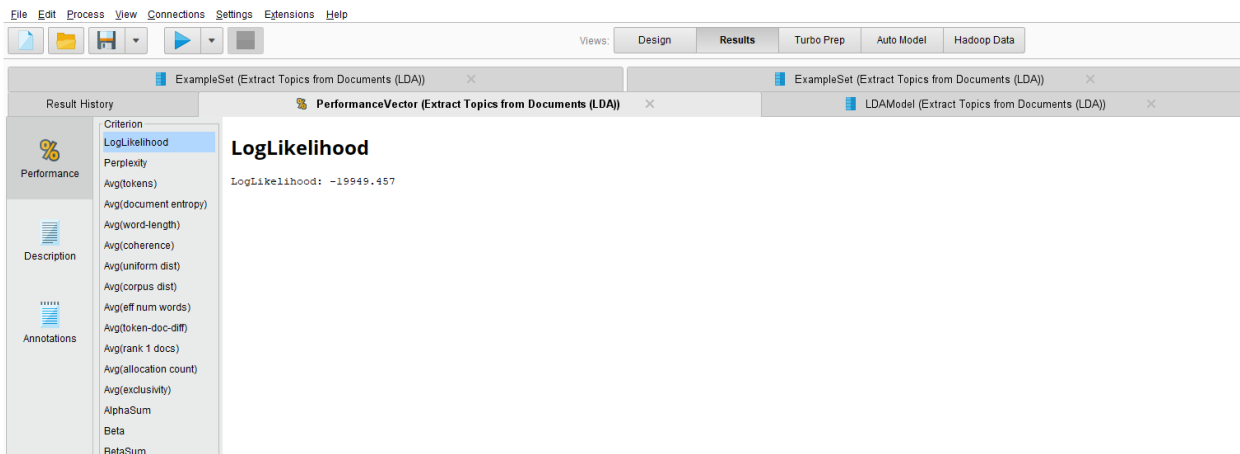 File Edit Process View Connections Settings Extensions Help
Views: Design Results Turbo Prep Auto Model Hadoop Data
ExampleSet (Extract Topics from Documents (LDA)) ExampleSet (Extract Topics from Documents (LDA))
Result History % PerformanceVector (Extract Topics from Documents (LDA)) LDAModel (Extract Topics from Documents (LDA))
%
Performance
Description
Annotations
Criterion
LogLikelihood
Perplexity
Avg(tokens)
Avg(document entropy)
Avg(word-length)
Avg(coherence)
Avg(uniform dist)
Avg(corpus dist)
Avg(eff num words)
Avg(token-doc-diff)
Avg(rank 1 docs)
Avg(allocation count)
Avg(exclusivity)
AlphaSum
Beta
BetaSum
LogLikelihood
LogLikelihood: -19949.457